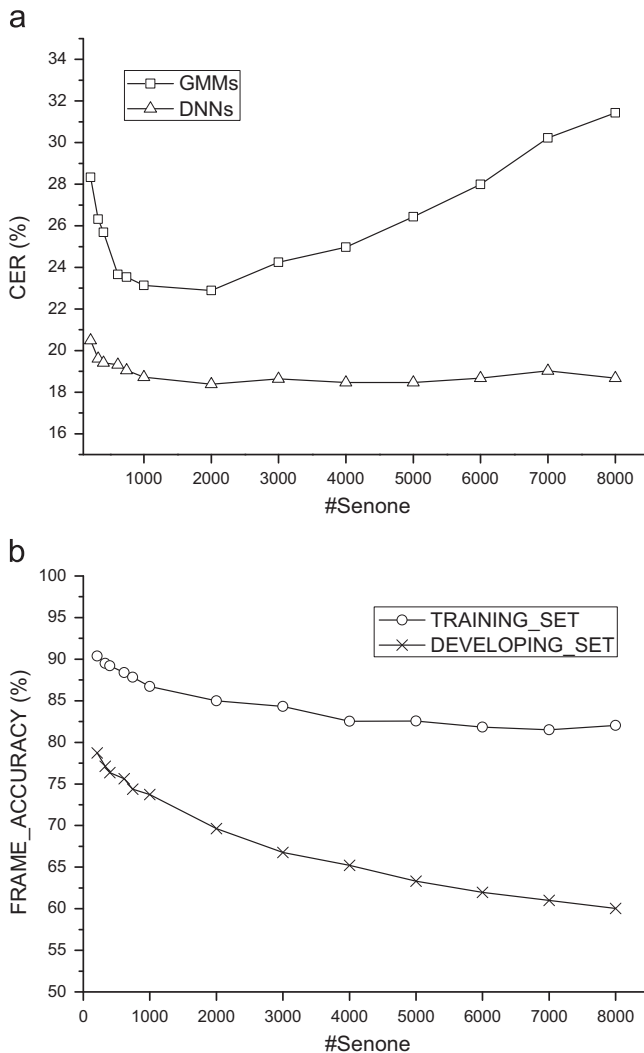 a
34
32
30
28
26
24
22
20
18
16
CER (%)
GMMs
DNNs
1000 2000 3000 4000 5000 6000 7000 8000
#Senone
b
100
95
90
85
80
75
70
65
60
55
50
FRAME_ACCURACY (%)
TRAINING_SET
DEVELOPING_SET
0 1000 2000 3000 4000 5000 6000 7000 8000
#Senone